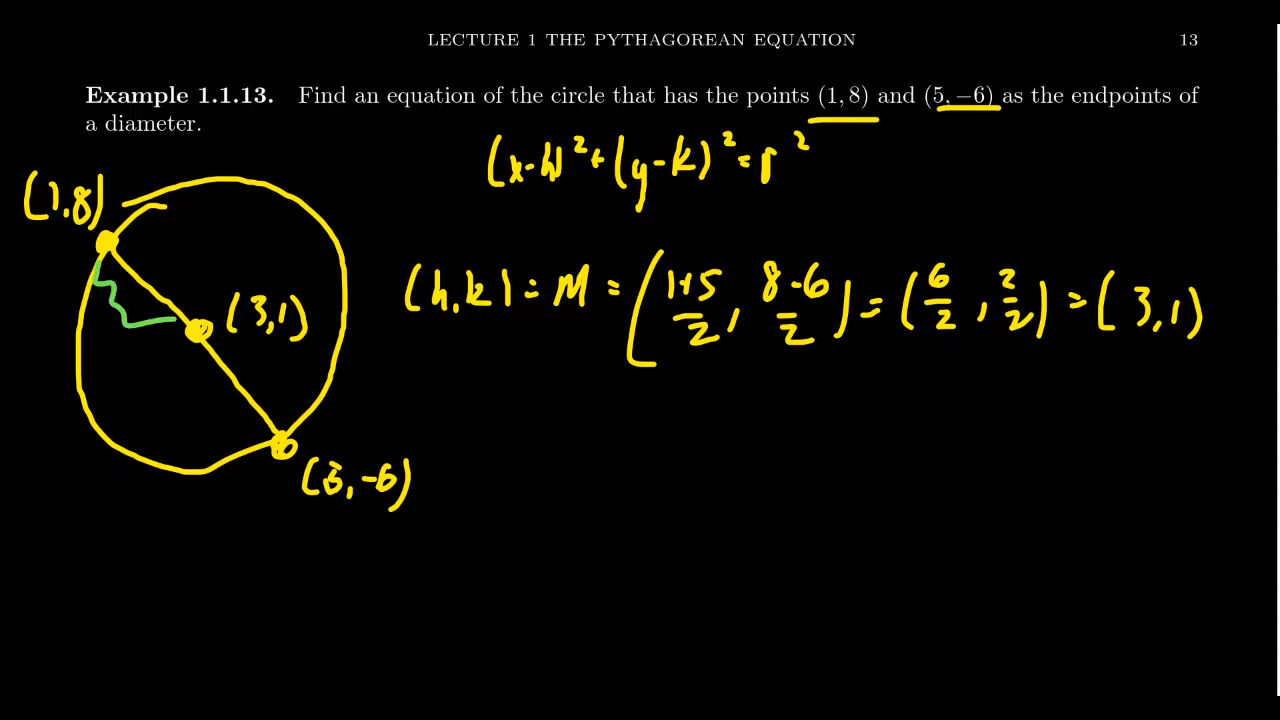 LECTURE 1 THE PYTHAGOREAN EQUATION 13
Example 1.1.13. Find an equation of the circle that has the points (1, 8) and (5, −6) as the endpoints of
a diameter.
(x-h)² + (y-k)² = r²
(1,8)
(h,k) = M = (1+5/2, 8-6/2) = (6/2, 2/2) = (3,1)
(3,1)
(5,-6)